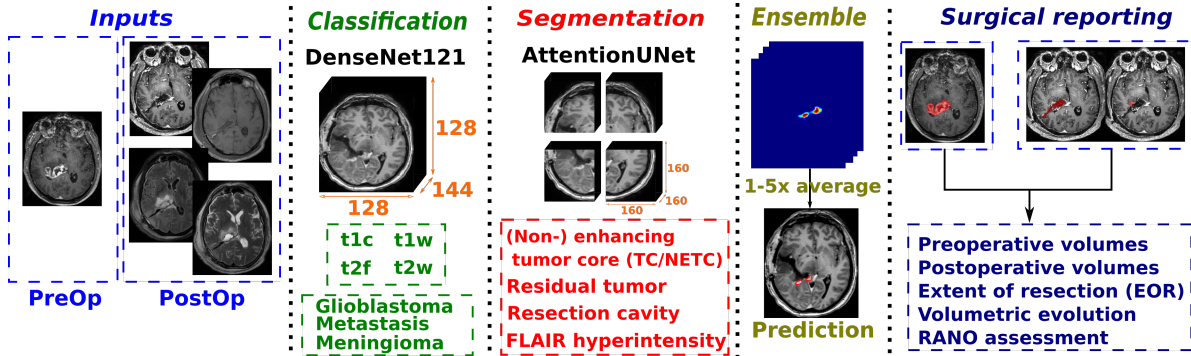 Inputs
PreOp
PostOp
Classification
DenseNet121
128
144
128
t1c t1w
t2f t2w
Glioblastoma
Metastasis
Meningioma
Segmentation
AttentionUNet
160
160
160
(Non-) enhancing
tumor core (TC/NETC)
Residual tumor
Resection cavity
FLAIR hyperintensity
Ensemble
1-5x average
Prediction
Surgical reporting
Preoperative volumes
Postoperative volumes
Extent of resection (EOR)
Volumetric evolution
RANO assessment